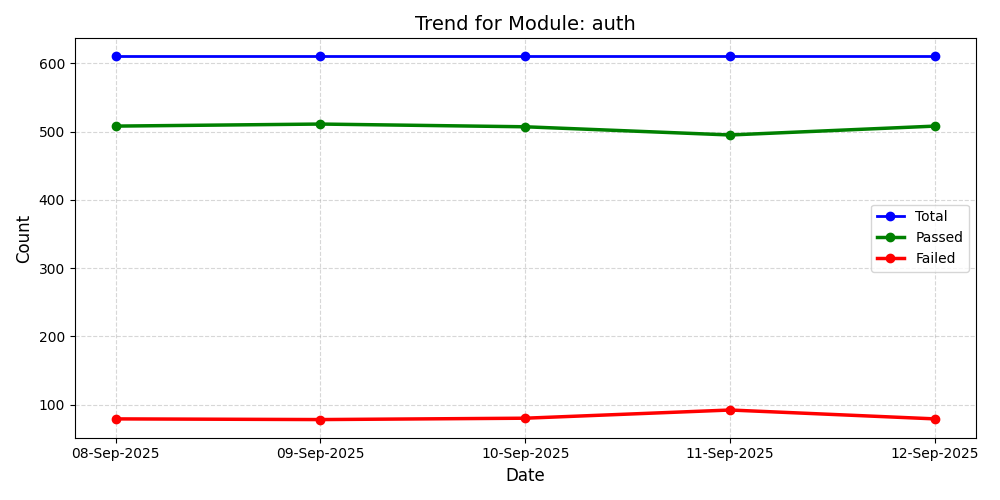 Trend for Module: auth
600
500
400
300
200
100
Count
Total
Passed
Failed
08-Sep-2025
09-Sep-2025
10-Sep-2025
11-Sep-2025
12-Sep-2025
Date